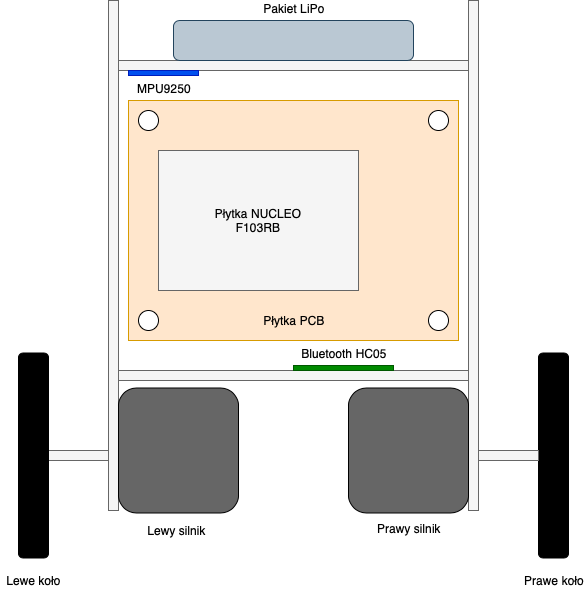 Pakiet LiPo
MPU9250
Płytka NUCLEO
F103RB
Płytka PCB
Bluetooth HC05
Lewy silnik
Prawy silnik
Lewe koło
Prawe koło